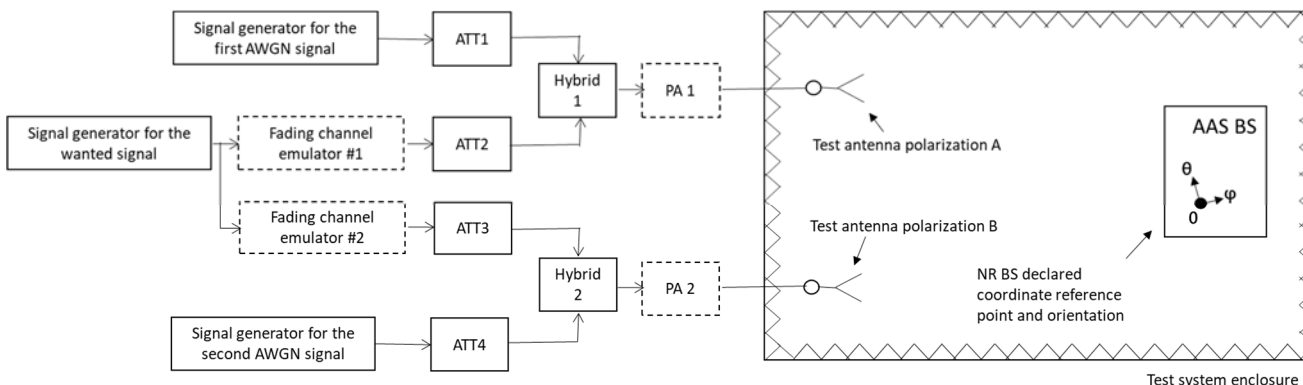 Signal generator for
the first AWGN signal
ATT1
Hybrid
1
PA 1
Signal generator for the
wanted signal
Fading channel
emulator #1
ATT2
Test antenna polarization A
AAS BS
θ
φ
0
Fading channel
emulator #2
ATT3
Test antenna polarization B
Hybrid
2
PA 2
NR BS declared
coordinate reference
point and orientation
Signal generator for the
second AWGN signal
ATT4
Test system enclosure